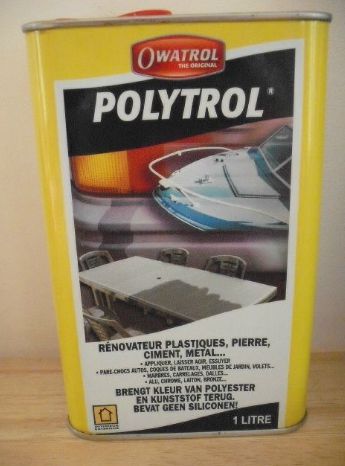 OWATROL
THE ORIGINAL
POLYTROL®
RÉNOVATEUR PLASTIQUES, PIERRE,
CIMENT, METAL...
• APPLIQUER, LAISSER AGIR, ESSUYER
• PARE-CHOCS AUTOS, COQUES DE BATEAUX, MEUBLES DE JARDIN, VOLETS...
• MARBRES, CARRELAGES, DALLES...
• ALU, CHROME, LAITON, BRONZE...
BRENGT KLEUR VAN POLYESTER
EN KUNSTSTOF TERUG.
BEVAT GEEN SILICONEN!
1 LITRE